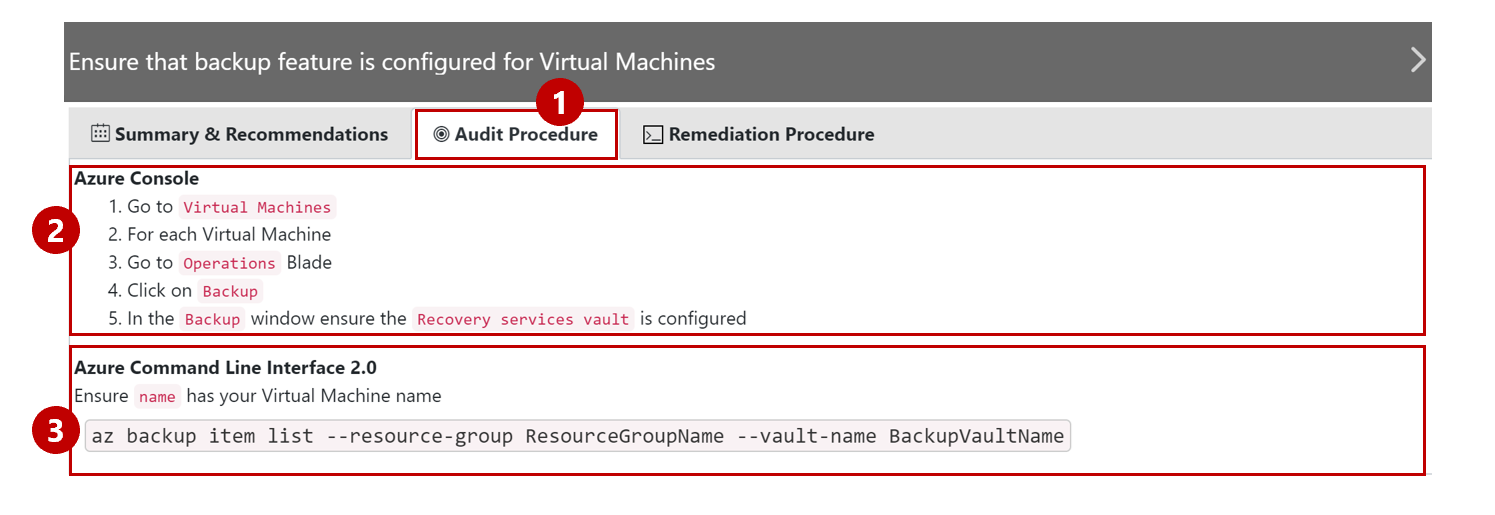 Ensure that backup feature is configured for Virtual Machines
1
Summary & Recommendations Audit Procedure Remediation Procedure
Azure Console
1. Go to Virtual Machines
2
2. For each Virtual Machine
3. Go to Operations Blade
4. Click on Backup
5. In the Backup window ensure the Recovery services vault is configured
Azure Command Line Interface 2.0
Ensure name has your Virtual Machine name
3
az backup item list --resource-group ResourceGroupName --vault-name BackupVaultName